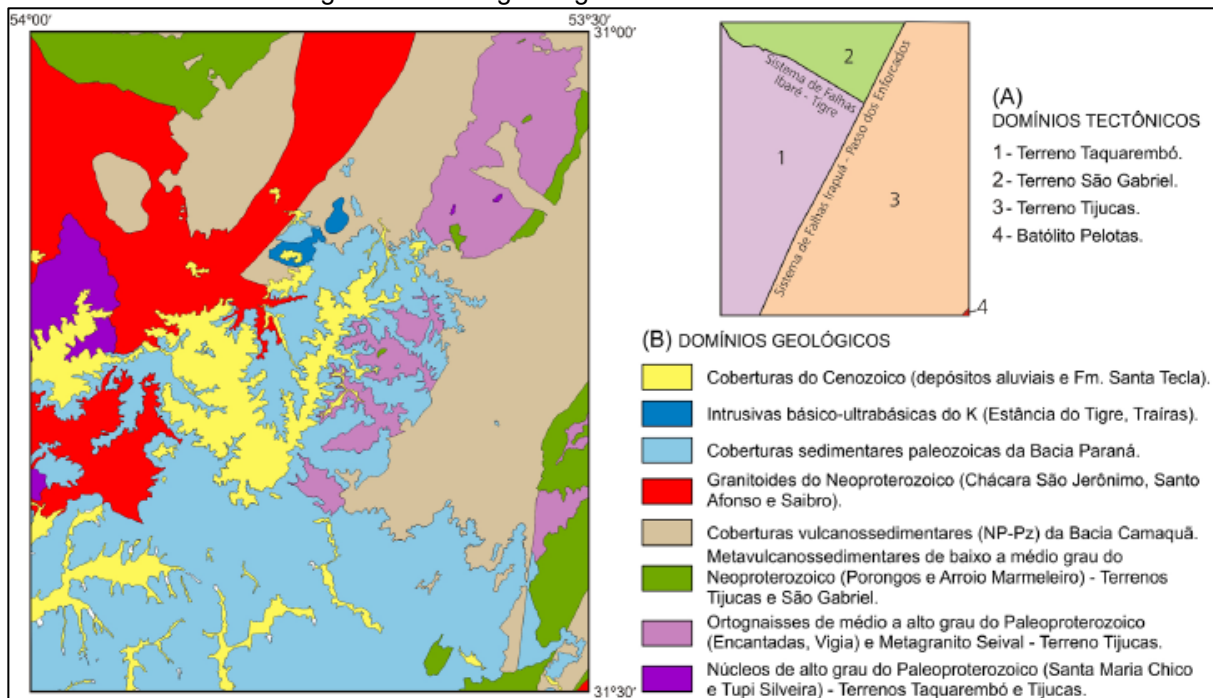 54°00'
53°30'
31°00'
31°30'
1
2
3
4
Sistema de Falhas
Ibaré - Tigre
Sistema de Falhas Irapuá - Passo dos Enforcados
(A)
DOMÍNIOS TECTÔNICOS
1 - Terreno Taquarembó.
2 - Terreno São Gabriel.
3 - Terreno Tijucas.
4 - Batólito Pelotas.
(B) DOMÍNIOS GEOLÓGICOS
Coberturas do Cenozoico (depósitos aluviais e Fm. Santa Tecla).
Intrusivas básico-ultrabásicas do K (Estância do Tigre, Traíras).
Coberturas sedimentares paleozoicas da Bacia Paraná.
Granitoides do Neoproterozoico (Chácara São Jerônimo, Santo
Afonso e Saibro).
Coberturas vulcanossedimentares (NP-Pz) da Bacia Camaquã.
Metavulcanossedimentares de baixo a médio grau do
Neoproterozoico (Porongos e Arroio Marmeleiro) - Terrenos
Tijucas e São Gabriel.
Ortognaisses de médio a alto grau do Paleoproterozoico
(Encantadas, Vigia) e Metagranito Seival - Terreno Tijucas.
Núcleos de alto grau do Paleoproterozoico (Santa Maria Chico
e Tupi Silveira) - Terrenos Taquarembó e Tijucas.